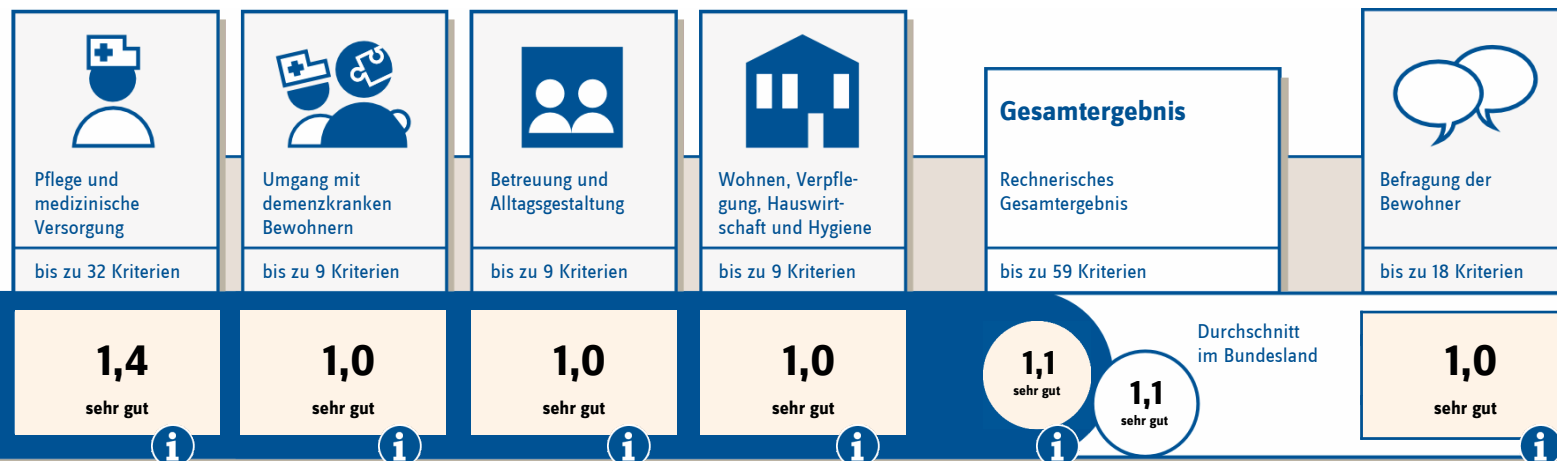 Pflege und
medizinische
Versorgung
bis zu 32 Kriterien
1,4
sehr gut
Umgang mit
demenzkranken
Bewohnern
bis zu 9 Kriterien
1,0
sehr gut
Betreuung und
Alltagsgestaltung
bis zu 9 Kriterien
1,0
sehr gut
Wohnen, Verpfle-
gung, Hauswirt-
schaft und Hygiene
bis zu 9 Kriterien
1,0
sehr gut
Gesamtergebnis
Rechnerisches
Gesamtergebnis
bis zu 59 Kriterien
1,1
sehr gut
Durchschnitt
im Bundesland
1,1
sehr gut
Befragung der
Bewohner
bis zu 18 Kriterien
1,0
sehr gut